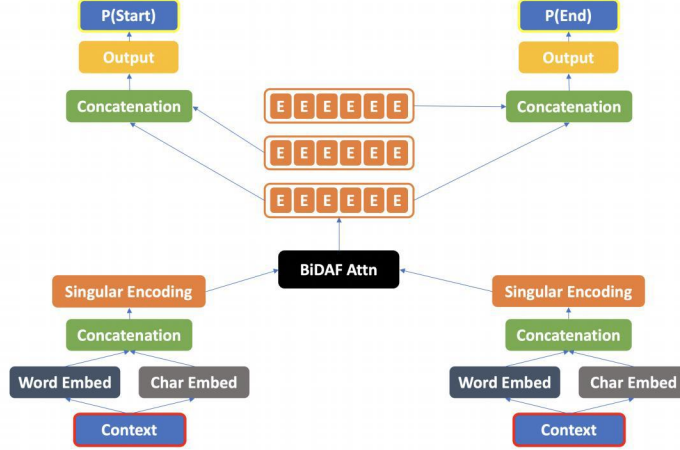 P(Start) P(End)
Output Output
E E E E E E
Concatenation Concatenation
E E E E E E
E E E E E E
BiDAF Attn
Singular Encoding Singular Encoding
Concatenation Concatenation
Word Embed Char Embed Word Embed Char Embed
Context Context